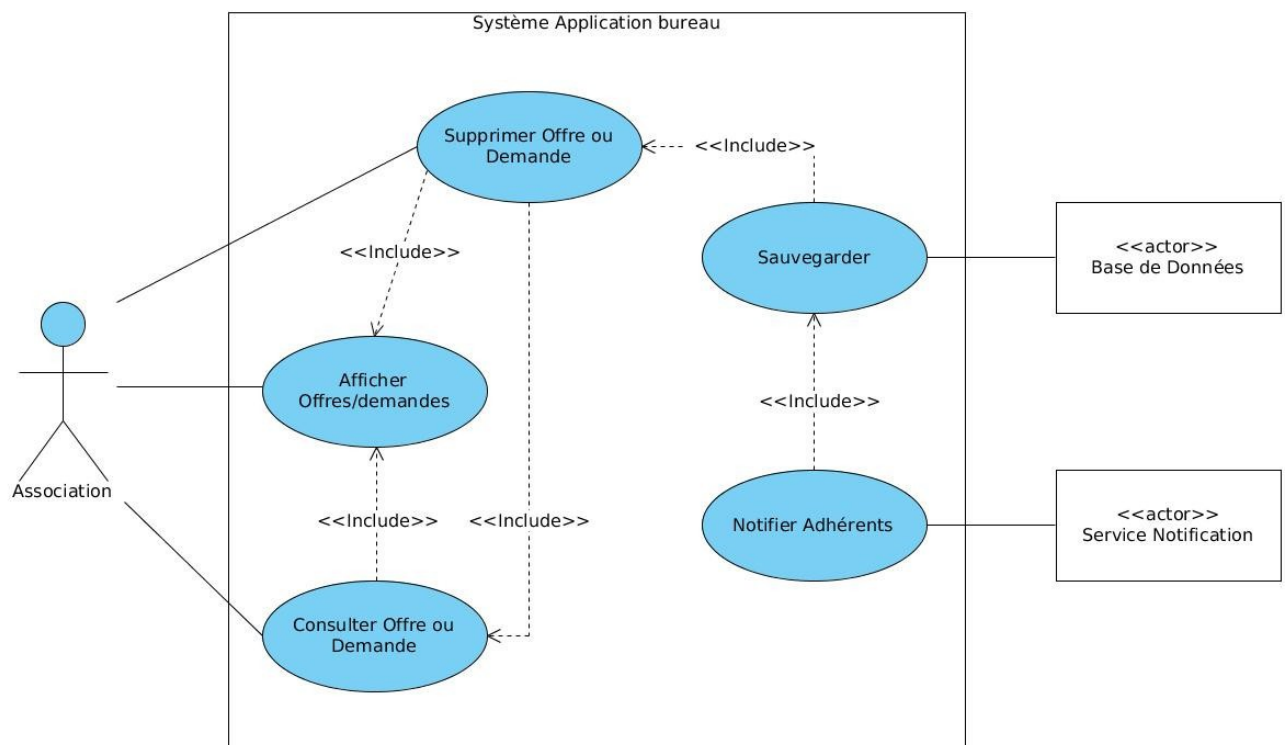 Système Application bureau
Supprimer Offre ou
Demande
<<Include>>
<<Include>>
Sauvegarder
<<actor>>
Base de Données
Afficher
Offres/demandes
<<Include>>
Association
<<Include>>
<<Include>>
Notifier Adhérents
<<actor>>
Service Notification
Consulter Offre ou
Demande